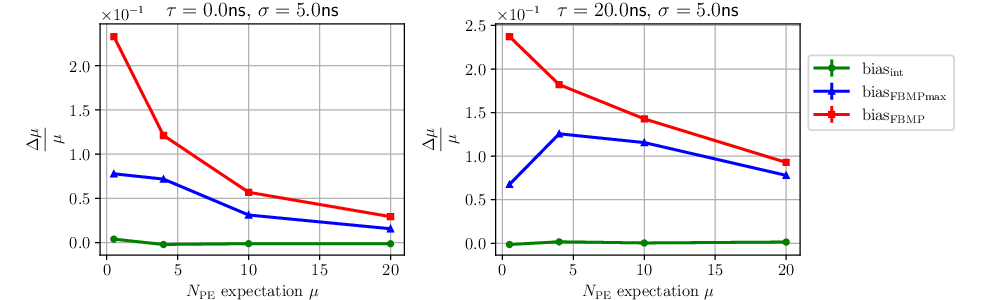 ×10⁻¹ τ = 0.0ns, σ = 5.0ns
2.0
1.5
1.0
0.5
0.0
Δμ
μ
0 5 10 15 20
N_PE expectation μ
×10⁻¹ τ = 20.0ns, σ = 5.0ns
2.5
2.0
1.5
1.0
0.5
0.0
Δμ
μ
0 5 10 15 20
N_PE expectation μ
bias_int
bias_FBMPmax
bias_FBMP